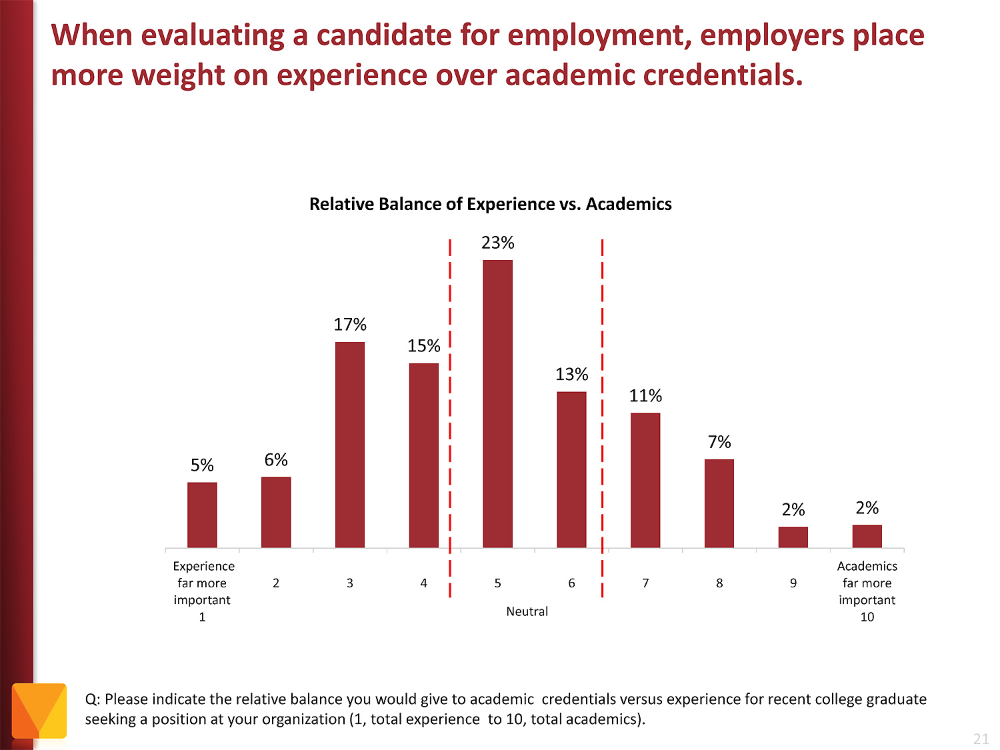 When evaluating a candidate for employment, employers place
more weight on experience over academic credentials.
Relative Balance of Experience vs. Academics
23%
17%
15%
13%
11%
7%
6%
5%
2%
2%
Experience
far more
important
1
2
3
4
5
6
7
8
9
Academics
far more
important
10
Neutral
Q: Please indicate the relative balance you would give to academic  credentials versus experience for recent college graduate
seeking a position at your organization (1, total experience  to 10, total academics).
21